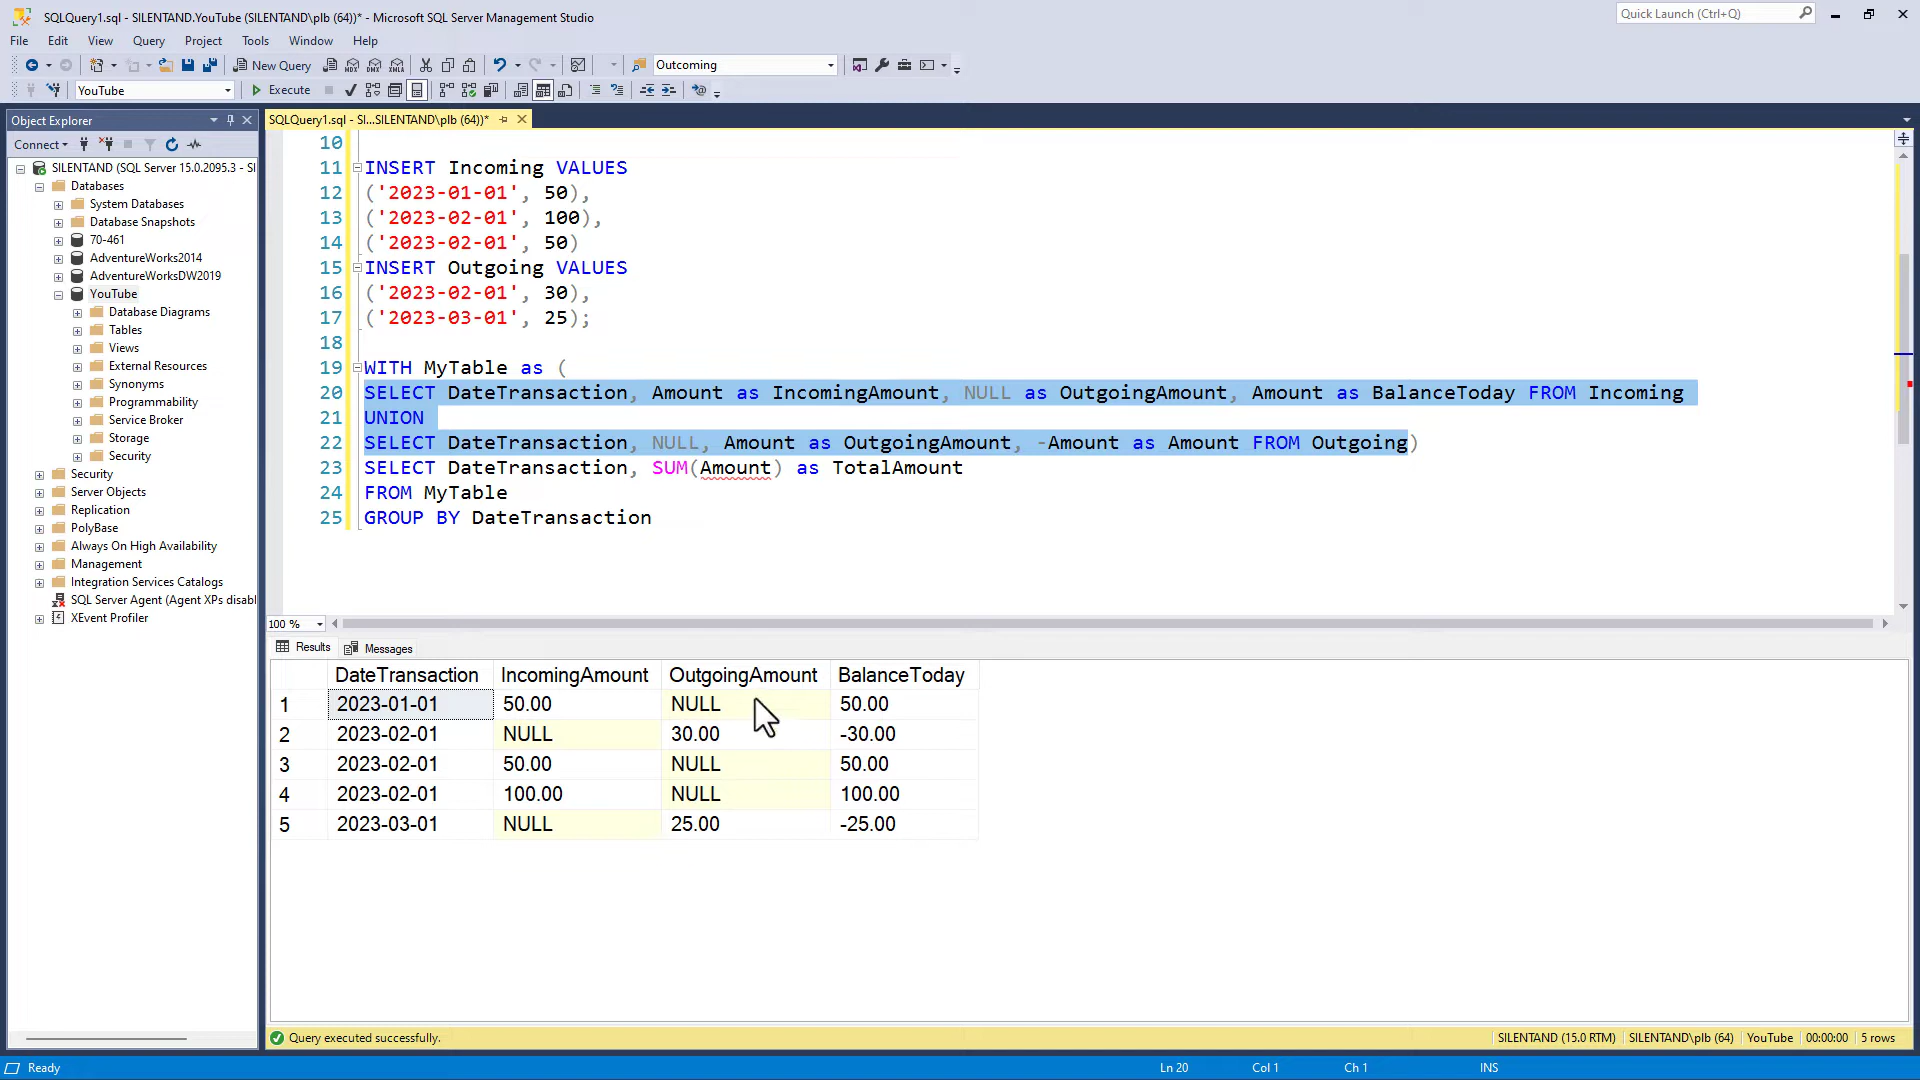 SQLQuery1.sql - SILENTAND.YouTube (SILENTAND\plb (64))* - Microsoft SQL Server Management Studio
Quick Launch (Ctrl+Q)
File Edit View Query Project Tools Window Help
New Query
MDX DMX XMLA
Outcoming
YouTube
Execute
Object Explorer
SQLQuery1.sql - SI...SILENTAND\plb (64))*
Connect
SILENTAND (SQL Server 15.0.2095.3 - SI
Databases
System Databases
Database Snapshots
70-461
AdventureWorks2014
AdventureWorksDW2019
YouTube
Database Diagrams
Tables
Views
External Resources
Synonyms
Programmability
Service Broker
Storage
Security
Security
Server Objects
Replication
PolyBase
Always On High Availability
Management
Integration Services Catalogs
SQL Server Agent (Agent XPs disabl
XEvent Profiler
10
11 INSERT Incoming VALUES
12 ('2023-01-01', 50),
13 ('2023-02-01', 100),
14 ('2023-02-01', 50)
15 INSERT Outgoing VALUES
16 ('2023-02-01', 30),
17 ('2023-03-01', 25);
18
19 WITH MyTable as (
20 SELECT DateTransaction, Amount as IncomingAmount, NULL as OutgoingAmount, Amount as BalanceToday FROM Incoming
21 UNION
22 SELECT DateTransaction, NULL, Amount as OutgoingAmount, -Amount as Amount FROM Outgoing)
23 SELECT DateTransaction, SUM(Amount) as TotalAmount
24 FROM MyTable
25 GROUP BY DateTransaction
100 %
Results Messages
DateTransaction IncomingAmount OutgoingAmount BalanceToday
1 2023-01-01 50.00 NULL 50.00
2 2023-02-01 NULL 30.00 -30.00
3 2023-02-01 50.00 NULL 50.00
4 2023-02-01 100.00 NULL 100.00
5 2023-03-01 NULL 25.00 -25.00
Query executed successfully.
SILENTAND (15.0 RTM) SILENTAND\plb (64) YouTube 00:00:00 5 rows
Ready
Ln 20 Col 1 Ch 1 INS